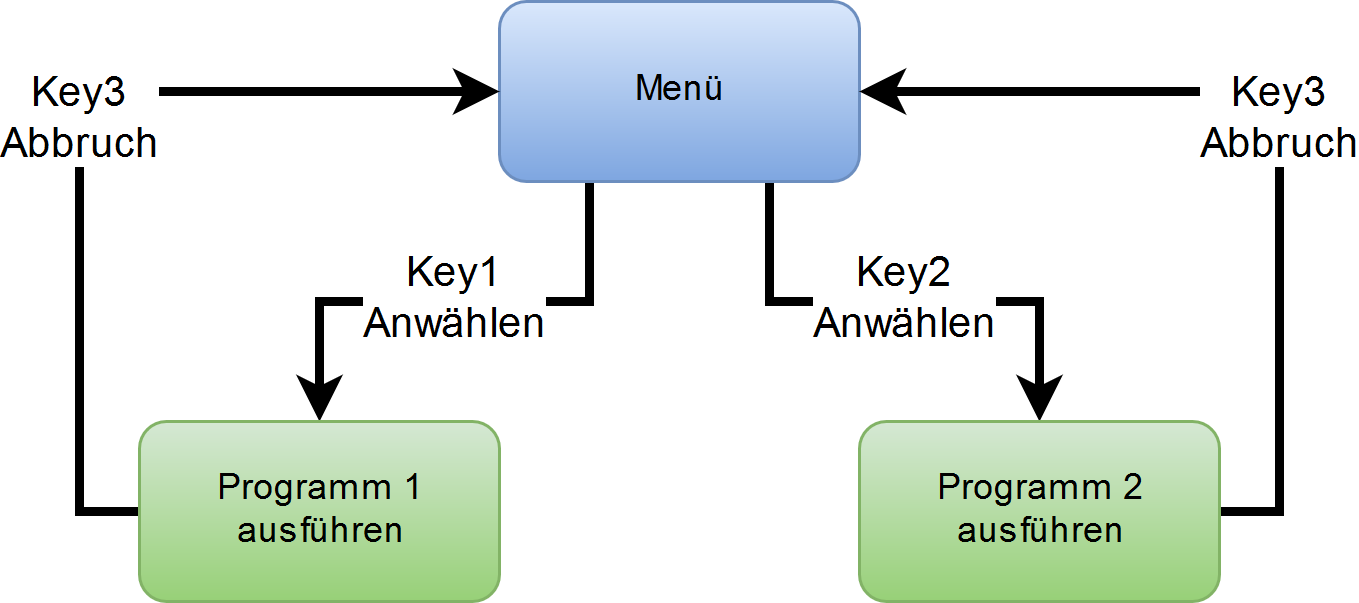 Menü
Key3
Abbruch
Key3
Abbruch
Key1
Anwählen
Key2
Anwählen
Programm 1
ausführen
Programm 2
ausführen